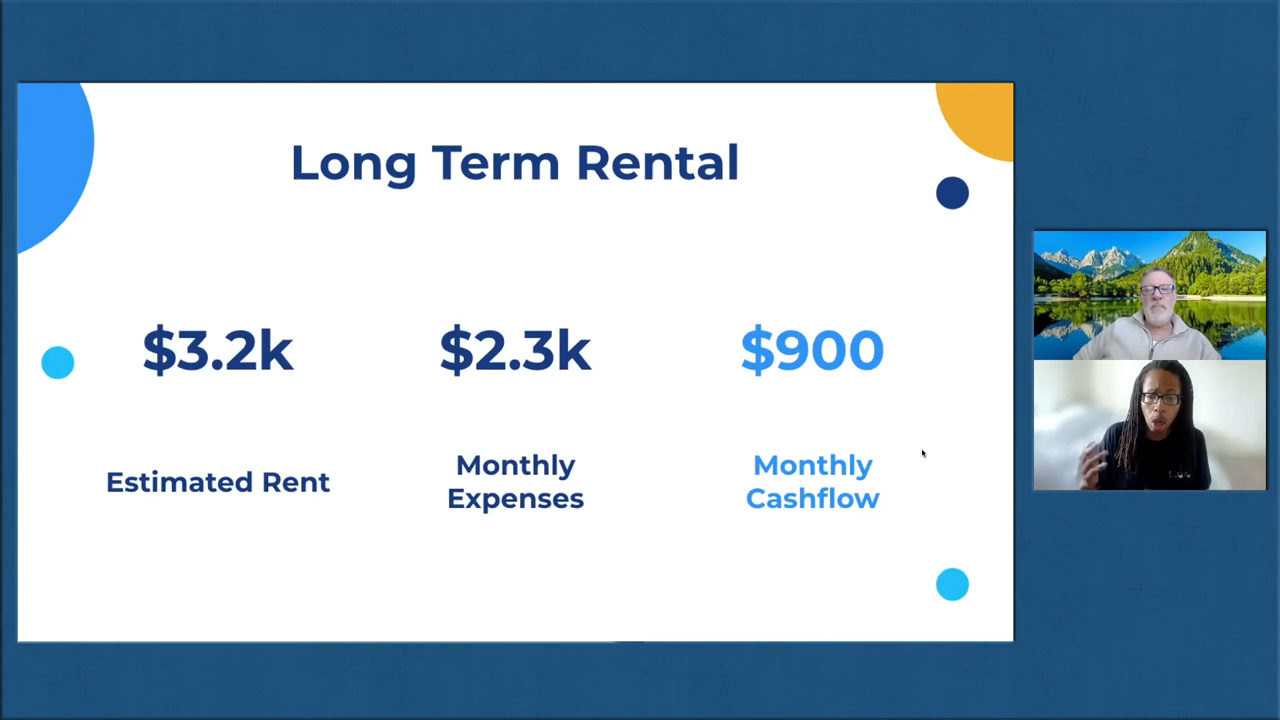 Long Term Rental
$3.2k
$2.3k
$900
Estimated Rent
Monthly
Expenses
Monthly
Cashflow